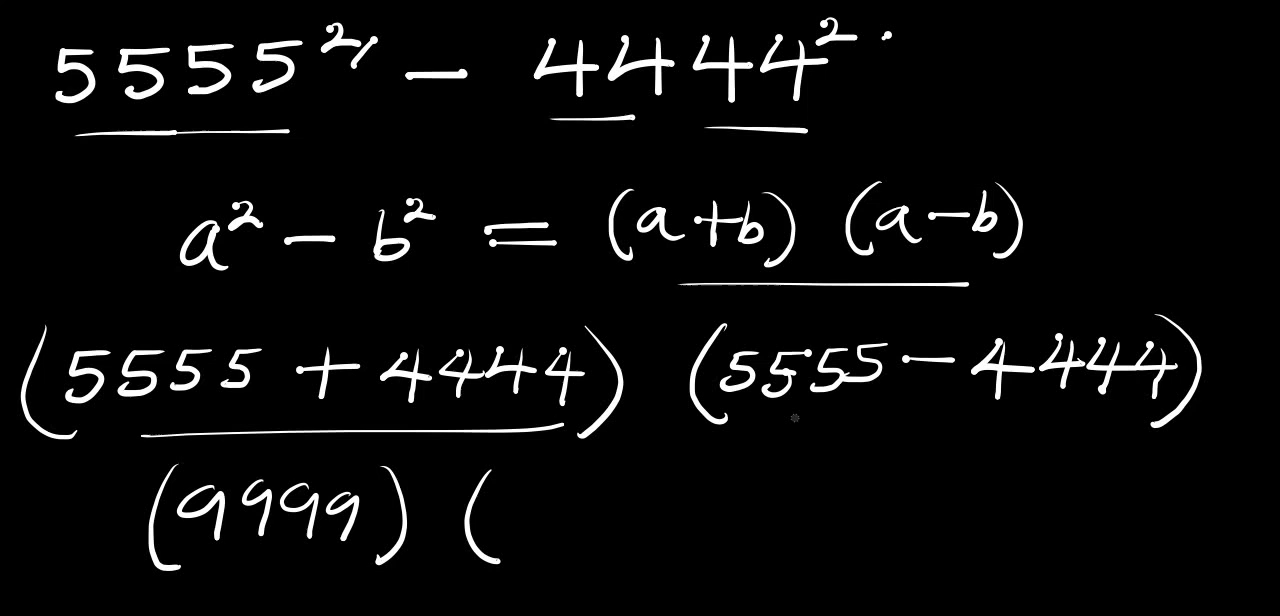 5555² - 4444²
a² - b² = (a+b) (a-b)
(5555 + 4444) (5555 - 4444)
(9999) (